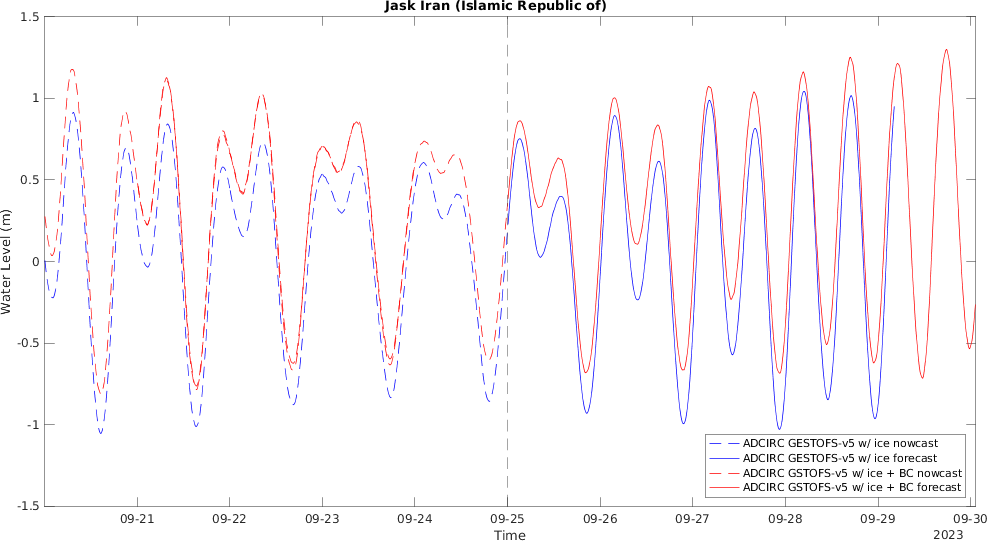 Jask Iran (Islamic Republic of)
1.5
1
0.5
0
-0.5
-1
-1.5
Water Level (m)
09-21
09-22
09-23
09-24
09-25
09-26
09-27
09-28
09-29
09-30
Time
2023
ADCIRC GESTOFS-v5 w/ ice nowcast
ADCIRC GESTOFS-v5 w/ ice forecast
ADCIRC GSTOFS-v5 w/ ice + BC nowcast
ADCIRC GSTOFS-v5 w/ ice + BC forecast